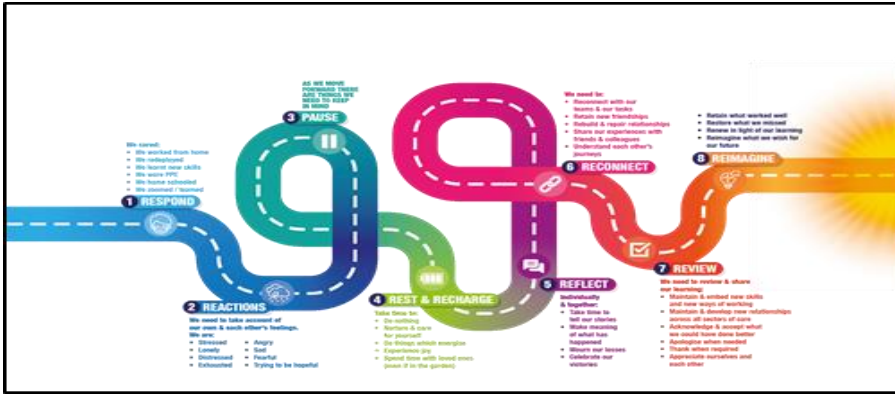 1 RESPOND
We cared:
• We worked from home
• We redeployed
• We learnt new skills
• We wore PPE
• We home schooled
• We zoomed / teamed
2 REACTIONS
We need to take account of
our own & each other's feelings.
We are:
• Stressed
• Lonely
• Distressed
• Exhausted
• Angry
• Sad
• Fearful
• Trying to be hopeful
3 PAUSE
AS WE MOVE
FORWARD THERE
ARE THINGS WE
NEED TO KEEP
IN MIND
4 REST & RECHARGE
Take time to:
• Do nothing
• Nurture & care
for yourself
• Do things which energise
• Experience joy
• Spend time with loved ones
(even if in the garden)
5 REFLECT
Individually
& together:
• Take time to
tell our stories
• Make meaning
of what has
happened
• Mourn our losses
• Celebrate our
victories
6 RECONNECT
We need to:
• Reconnect with our
teams & our tasks
• Retain new friendships
• Rebuild & repair relationships
• Share our experiences with
friends & colleagues
• Understand each other's
journeys
7 REVIEW
We need to review & share
our learning:
• Maintain & embed new skills
and new ways of working
• Maintain & develop new relationships
across all sectors of care
• Acknowledge & accept what
we could have done better
• Apologise when needed
• Thank when required
• Appreciate ourselves and
each other
8 REIMAGINE
• Retain what worked well
• Restore what we missed
• Renew in light of our learning
• Reimagine what we wish for
our future